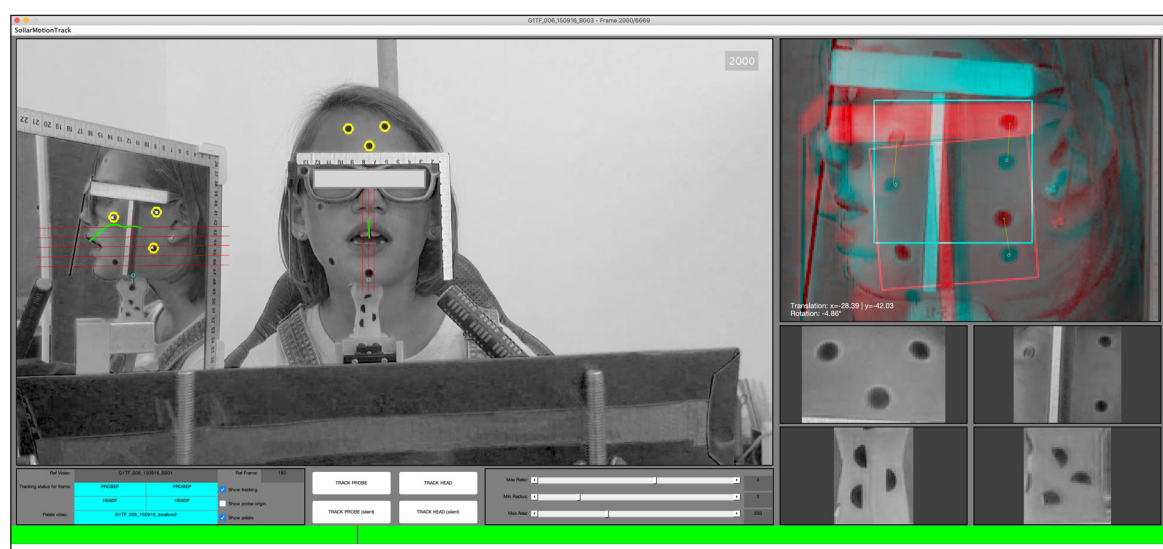 G1TF_006_150916_B003 - Frame 2000/6669
SollarMotionTrack
2000
Translation: x=-28.39 | y=-42.03
Rotation: -4.86°
Ref Video: G1TF_006_150916_B001 Ref Frame: 180
Tracking status for frame: PROBEF PROBEP Show tracking
HEADF HEADP Show probe origin
Palate video: G1TF_006_150916_swallow2 Show palate
TRACK PROBE TRACK HEAD
TRACK PROBE (silent) TRACK HEAD (silent)
Max Ratio:
Min Radius:
Max Area: